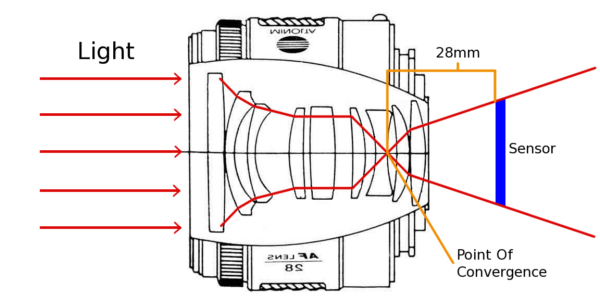 MINOLTA
Light
28mm
Sensor
AF LENS
28
Point Of
Convergence